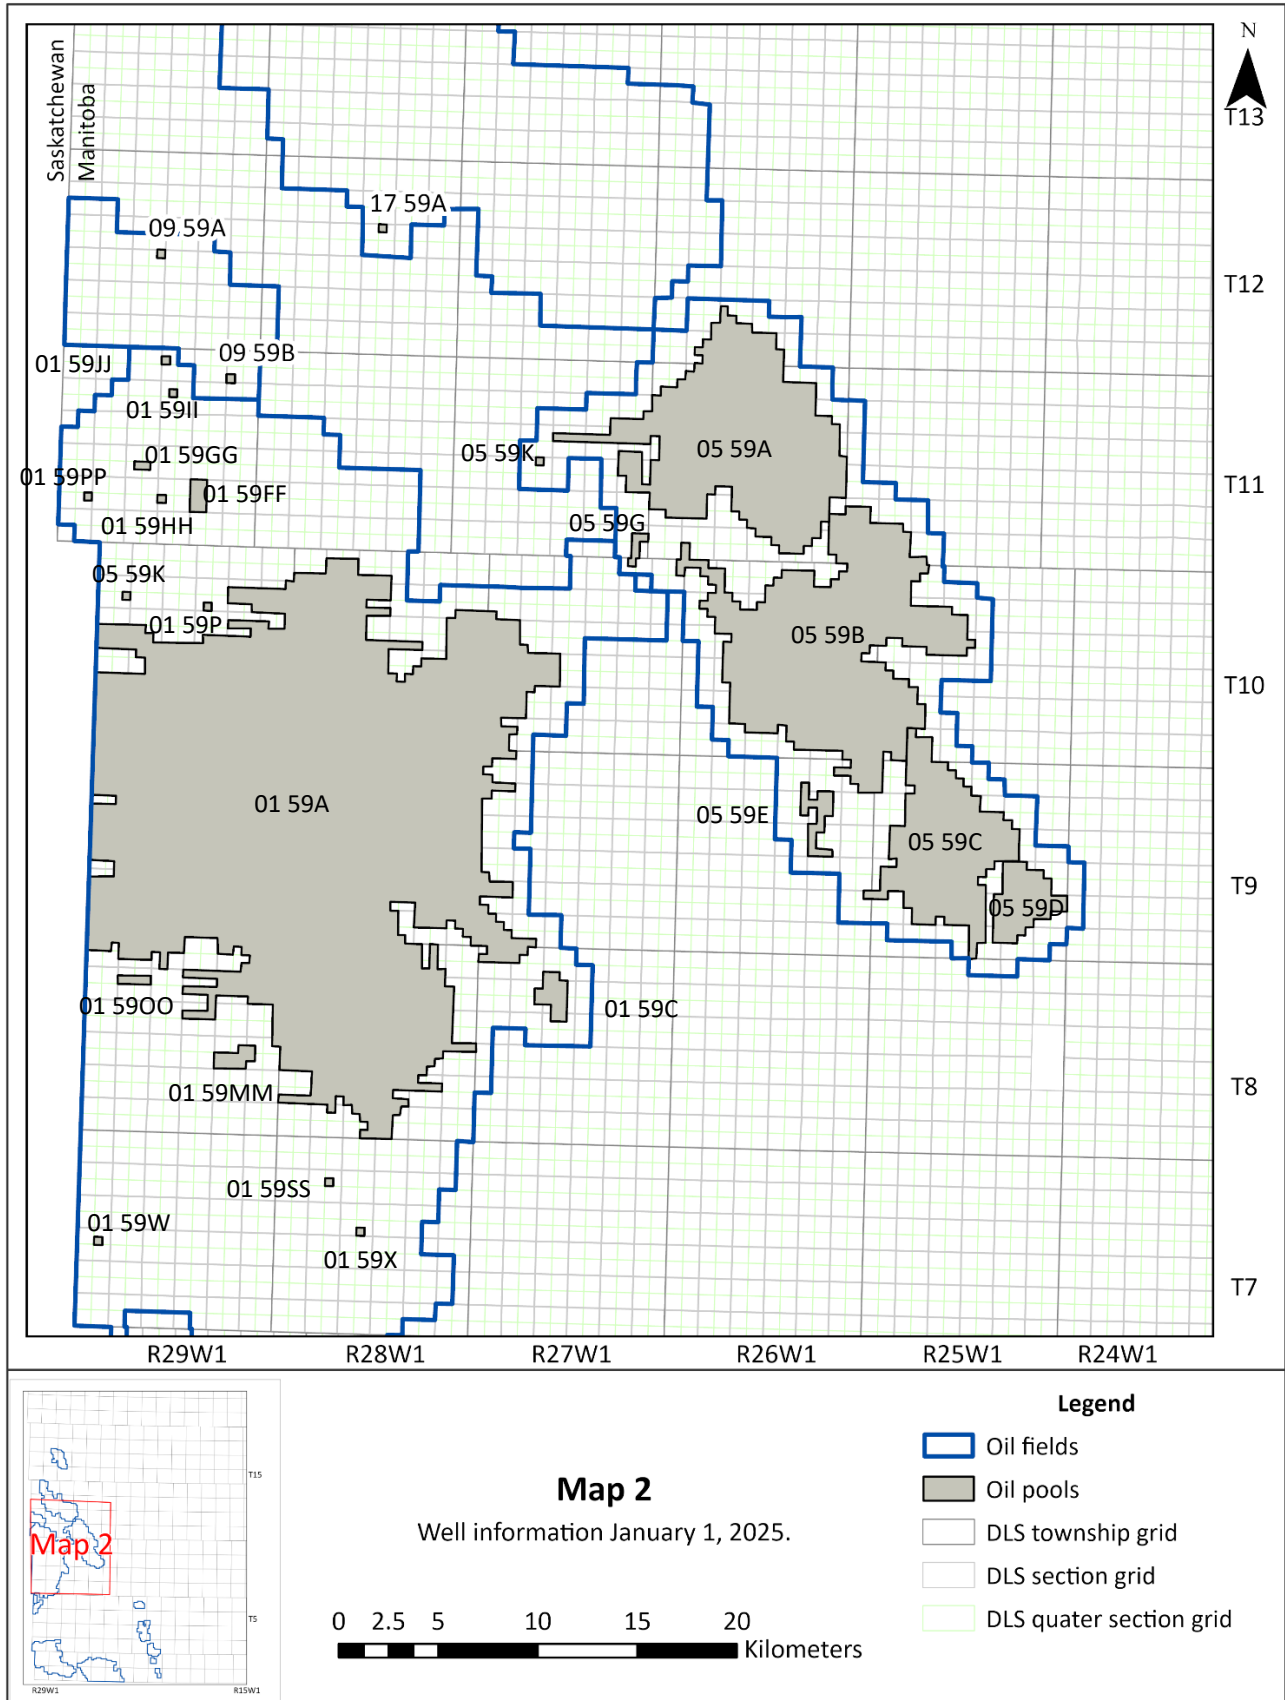 N
Saskatchewan
Manitoba
T13
17 59A
09 59A
T12
09 59B
01 59JJ
01 59II
05 59A
01 59GG
05 59K
01 59PP
01 59FF
T11
01 59HH
05 59G
05 59K
01 59P
05 59B
T10
01 59A
05 59E
05 59C
T9
05 59D
01 59OO
01 59C
01 59MM
T8
01 59SS
01 59W
01 59X
T7
R29W1 R28W1 R27W1 R26W1 R25W1 R24W1
Legend
Oil fields
Oil pools
DLS township grid
DLS section grid
DLS quater section grid
Map 2
Well information January 1, 2025.
0 2.5 5 10 15 20
Kilometers
T15
Map 2
T5
R29W1 R15W1